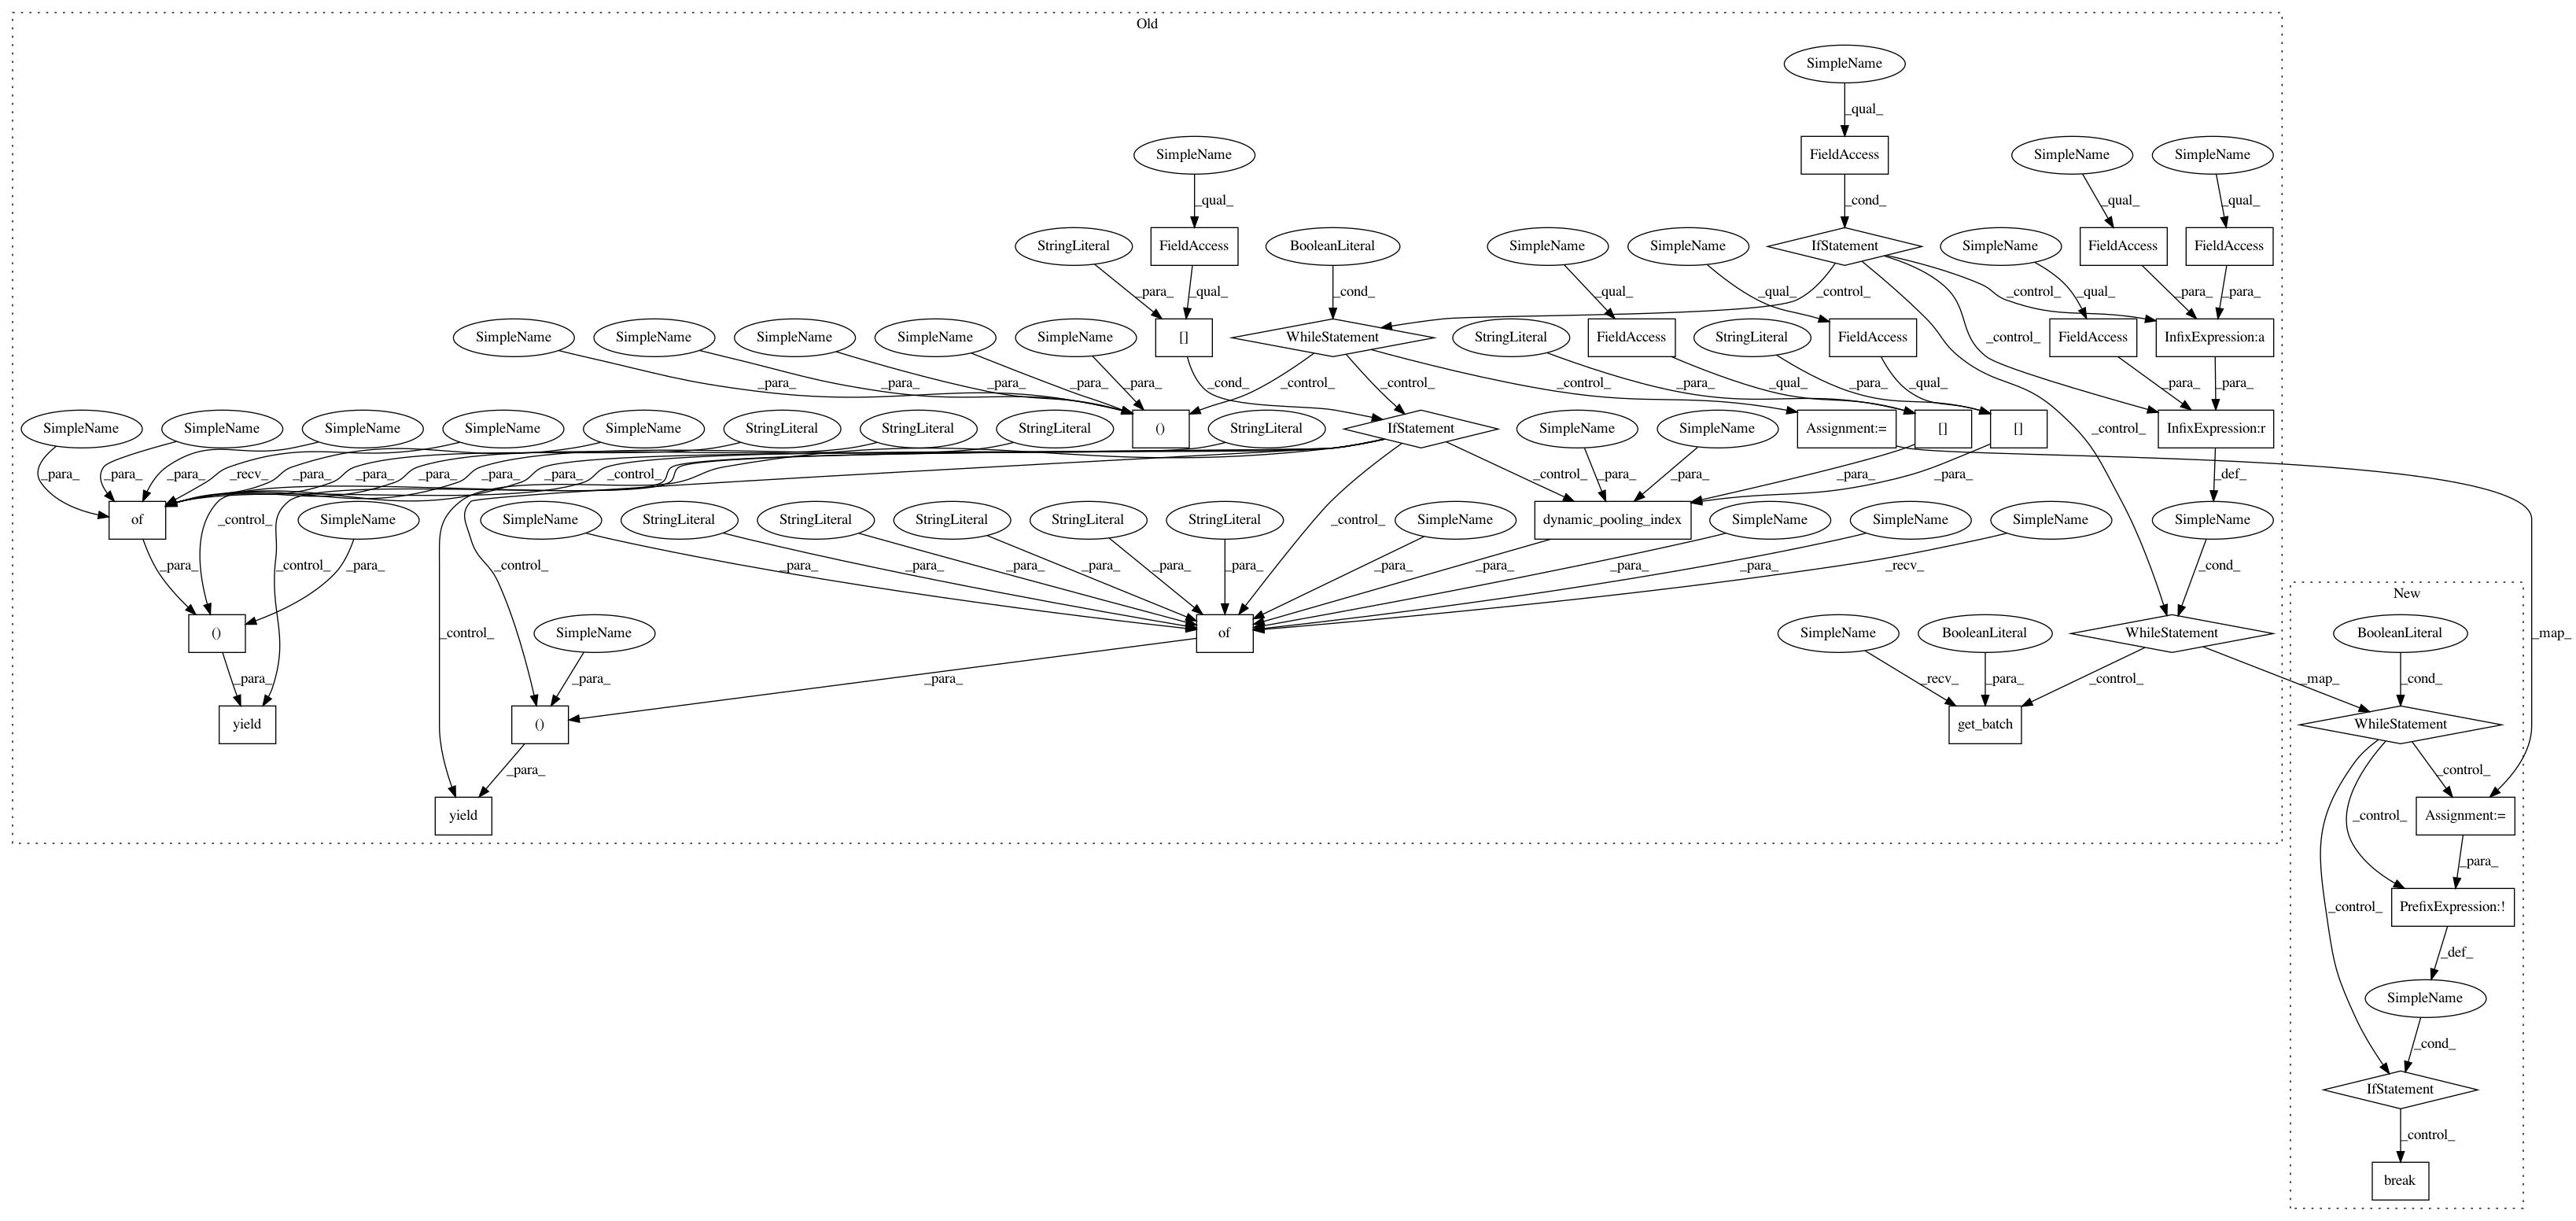 Old
SimpleName
SimpleName
FieldAccess
SimpleName
SimpleName
_qual_
_qual_
_cond_
_qual_
_qual_
StringLiteral
FieldAccess
BooleanLiteral
SimpleName
SimpleName
IfStatement
SimpleName
FieldAccess
FieldAccess
_para_
_qual_
_cond_
_qual_
_qual_
_control_
_control_
_qual_
_para_
_para_
SimpleName
SimpleName
SimpleName
SimpleName
SimpleName
[]
WhileStatement
StringLiteral
FieldAccess
StringLiteral
FieldAccess
FieldAccess
InfixExpression:a
_control_
_para_
_para_
_para_
_para_
_para_
_cond_
_control_
_control_
_control_
_para_
_qual_
_para_
_qual_
_para_
_para_
SimpleName
SimpleName
SimpleName
SimpleName
SimpleName
StringLiteral
StringLiteral
StringLiteral
()
StringLiteral
IfStatement
SimpleName
SimpleName
Assignment:=
[]
[]
_control_
InfixExpression:r
_para_
_para_
_para_
_recv_
_para_
_para_
_para_
_para_
_control_
_control_
_para_
_para_
_para_
_para_
_def_
of
_control_
SimpleName
SimpleName
StringLiteral
StringLiteral
StringLiteral
StringLiteral
StringLiteral
_control_
SimpleName
dynamic_pooling_index
SimpleName
SimpleName
SimpleName
SimpleName
_para_
_control_
_para_
_control_
_para_
_para_
_para_
_para_
_para_
_para_
_para_
_para_
_para_
_para_
_recv_
_cond_
New
()
_control_
SimpleName
of
SimpleName
BooleanLiteral
WhileStatement
BooleanLiteral
_map_
_para_
_para_
_para_
_recv_
_para_
_control_
_map_
_cond_
yield
()
get_batch
WhileStatement
_para_
_control_
yield
_control_
Assignment:=
_para_
PrefixExpression:!
_control_
_def_
SimpleName
_cond_
IfStatement
_control_
break